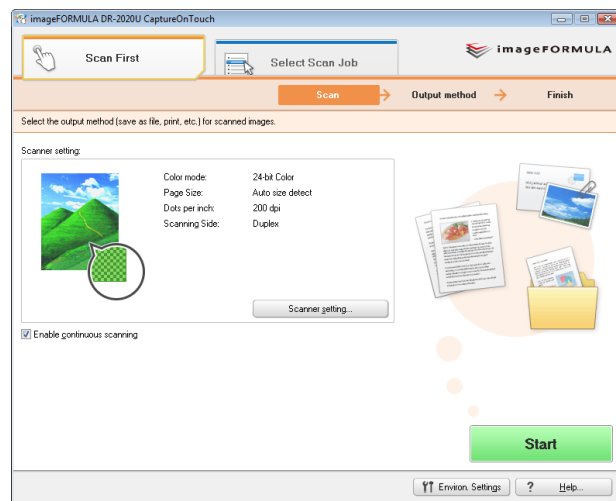 imageFORMULA DR-2020U CaptureOnTouch
Scan First
Select Scan Job
imageFORMULA
Scan
Output method
Finish
Select the output method (save as file, print, etc.) for scanned images.
Scanner setting:
Color mode: 24-bit Color
Page Size: Auto size detect
Dots per inch: 200 dpi
Scanning Side: Duplex
Scanner setting...
Enable continuous scanning
Start
Environ. Settings
? Help...